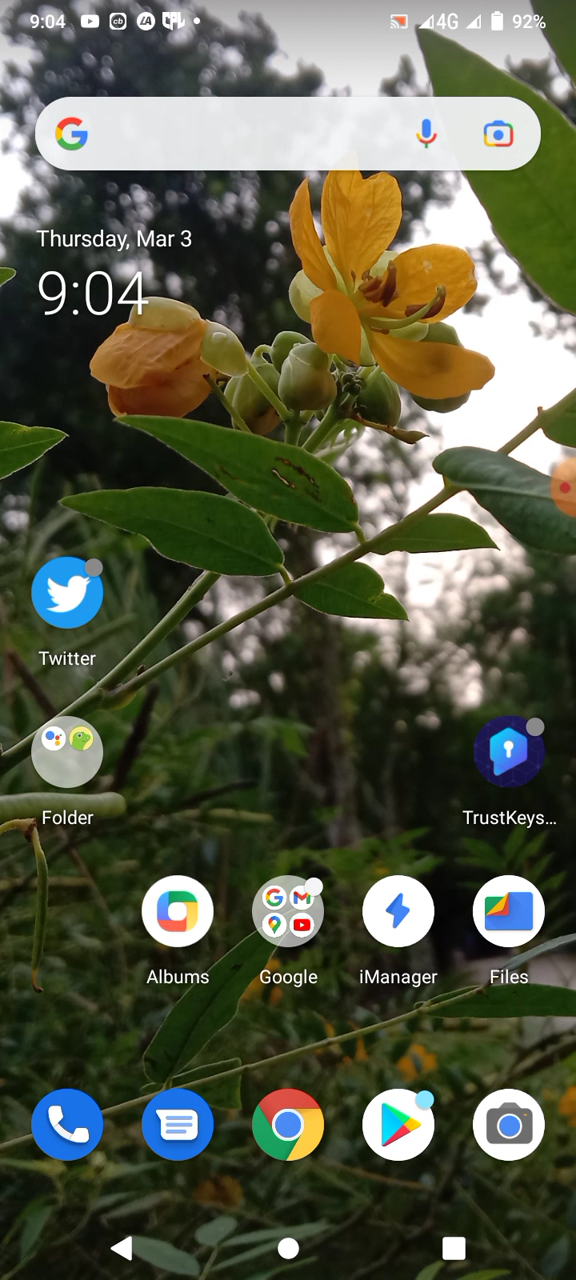 9:04
4G
92%
Thursday, Mar 3
9:04
Twitter
Folder
TrustKeys...
Albums
Google
iManager
Files